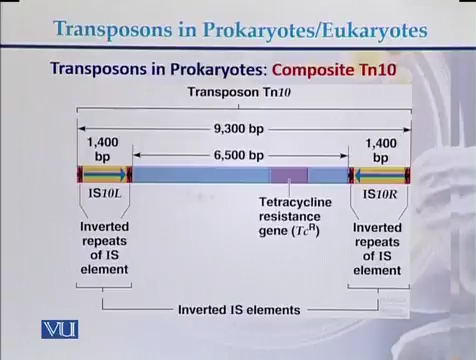 Transposons in Prokaryotes/Eukaryotes
Transposons in Prokaryotes: Composite Tn10
Transposon Tn10
9,300 bp
1,400
bp
6,500 bp
1,400
bp
IS10L
IS10R
Inverted
repeats
of IS
element
Tetracycline
resistance
gene (TcR)
Inverted
repeats
of IS
element
Inverted IS elements
VU